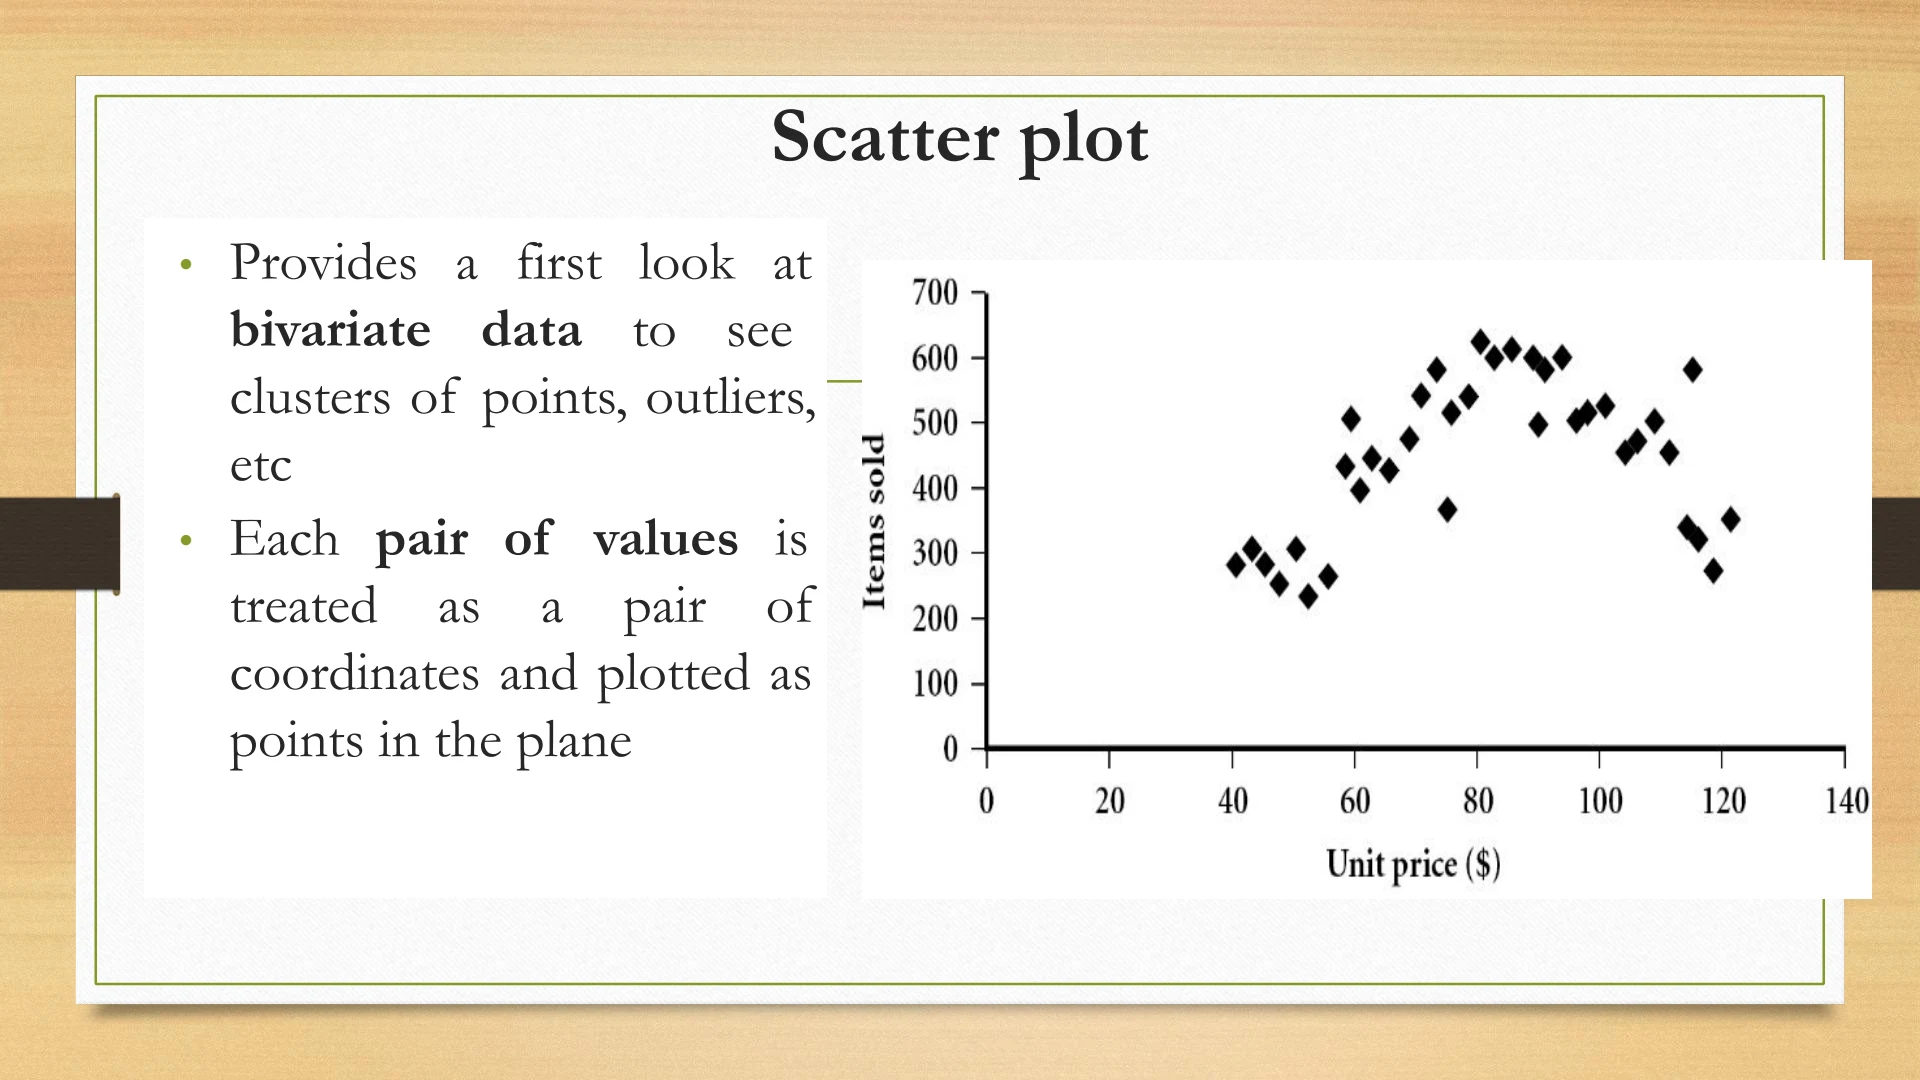 Scatter plot
• Provides a first look at
bivariate data to see
clusters of points, outliers,
etc
• Each pair of values is
treated as a pair of
coordinates and plotted as
points in the plane
700
600
500
400
300
200
100
0
Items sold
0 20 40 60 80 100 120 140
Unit price ($)